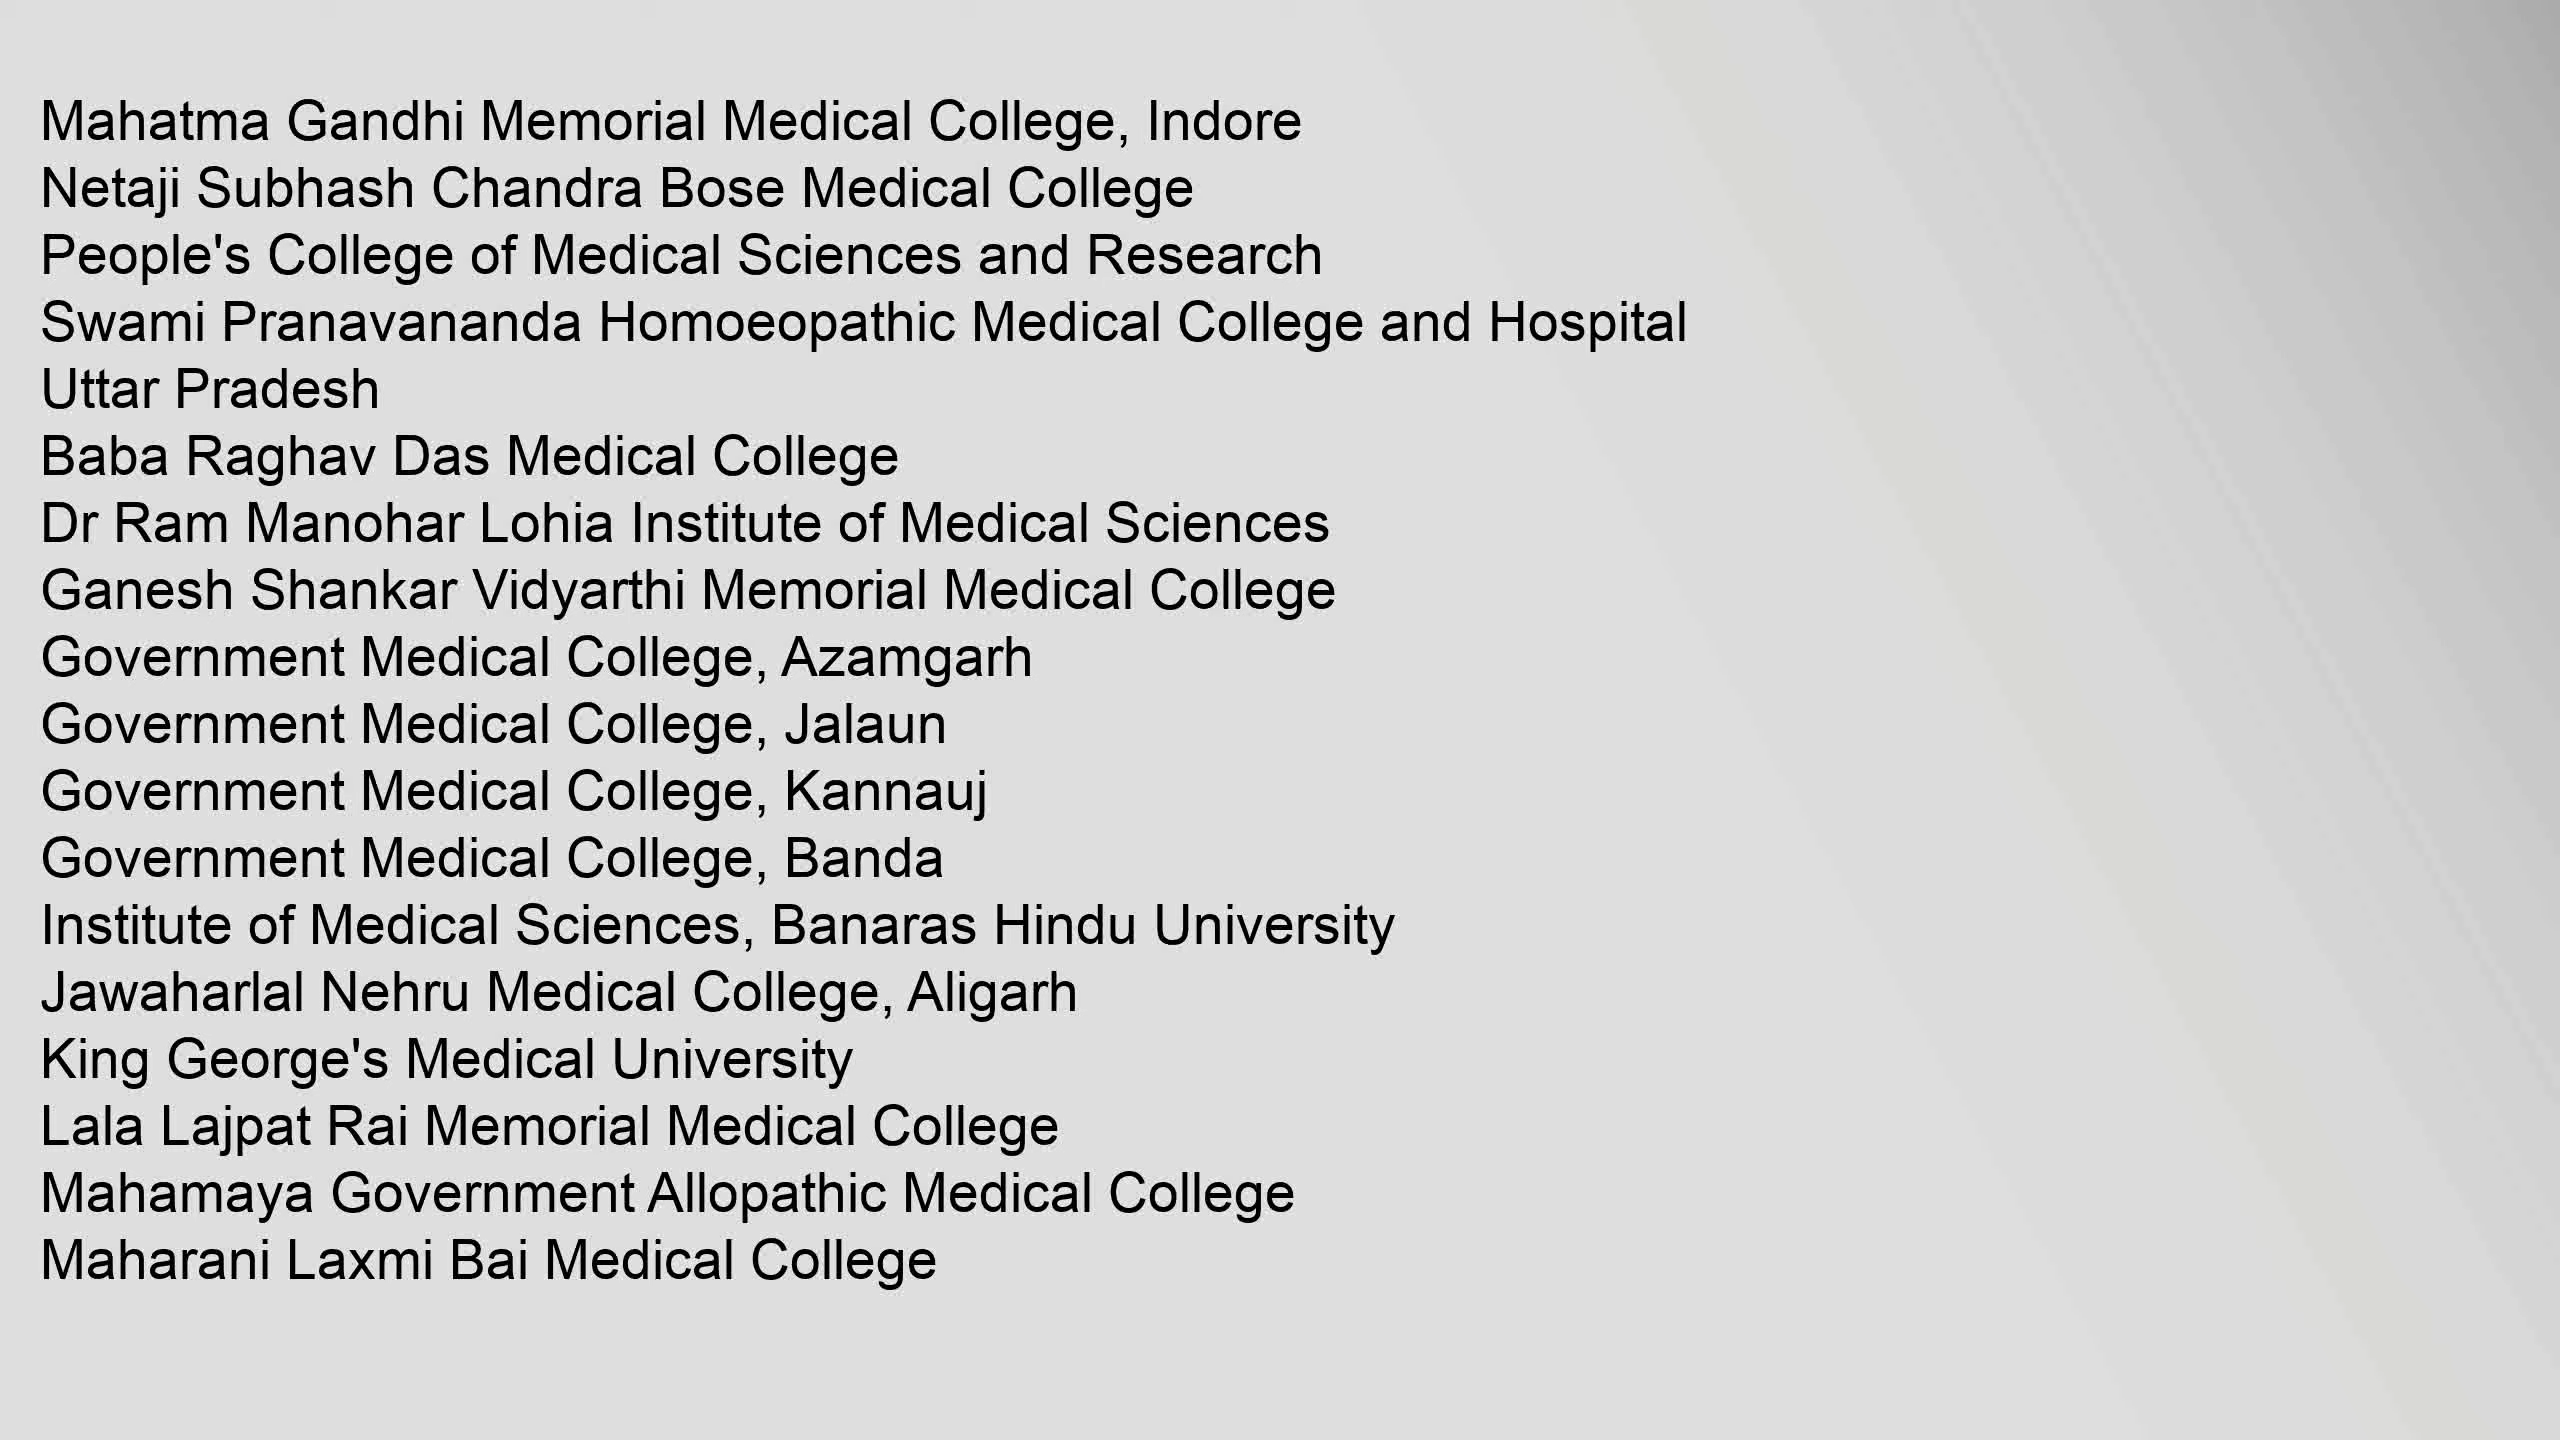 Mahatma Gandhi Memorial Medical College, Indore
Netaji Subhash Chandra Bose Medical College
People's College of Medical Sciences and Research
Swami Pranavananda Homoeopathic Medical College and Hospital
Uttar Pradesh
Baba Raghav Das Medical College
Dr Ram Manohar Lohia Institute of Medical Sciences
Ganesh Shankar Vidyarthi Memorial Medical College
Government Medical College, Azamgarh
Government Medical College, Jalaun
Government Medical College, Kannauj
Government Medical College, Banda
Institute of Medical Sciences, Banaras Hindu University
Jawaharlal Nehru Medical College, Aligarh
King George's Medical University
Lala Lajpat Rai Memorial Medical College
Mahamaya Government Allopathic Medical College
Maharani Laxmi Bai Medical College